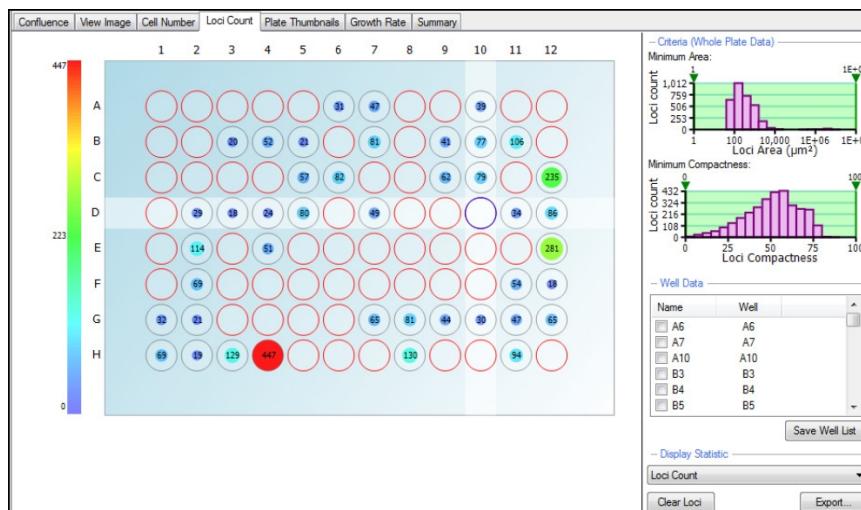 Confluence View Image Cell Number Loci Count Plate Thumbnails Growth Rate Summary
1 2 3 4 5 6 7 8 9 10 11 12
447
223
0
A 31 47 39
B 20 52 21 81 41 77 106
C 57 82 62 79 235
D 29 18 24 80 49 34 86
E 114 51 281
F 69 54 18
G 32 21 65 81 44 30 47 65
H 69 19 129 447 130 94
Criteria (Whole Plate Data)
Minimum Area:
1 1E+
Loci count
1,012
759
506
253
0
1 100 10,000 1E+06 1E+
Loci Area (µm²)
Minimum Compactness:
0 100
Loci count
432
324
216
108
0
0 25 50 75 100
Loci Compactness
Well Data
Name Well
A6 A6
A7 A7
A10 A10
B3 B3
B4 B4
B5 B5
Save Well List
Display Statistic
Loci Count
Clear Loci Export...